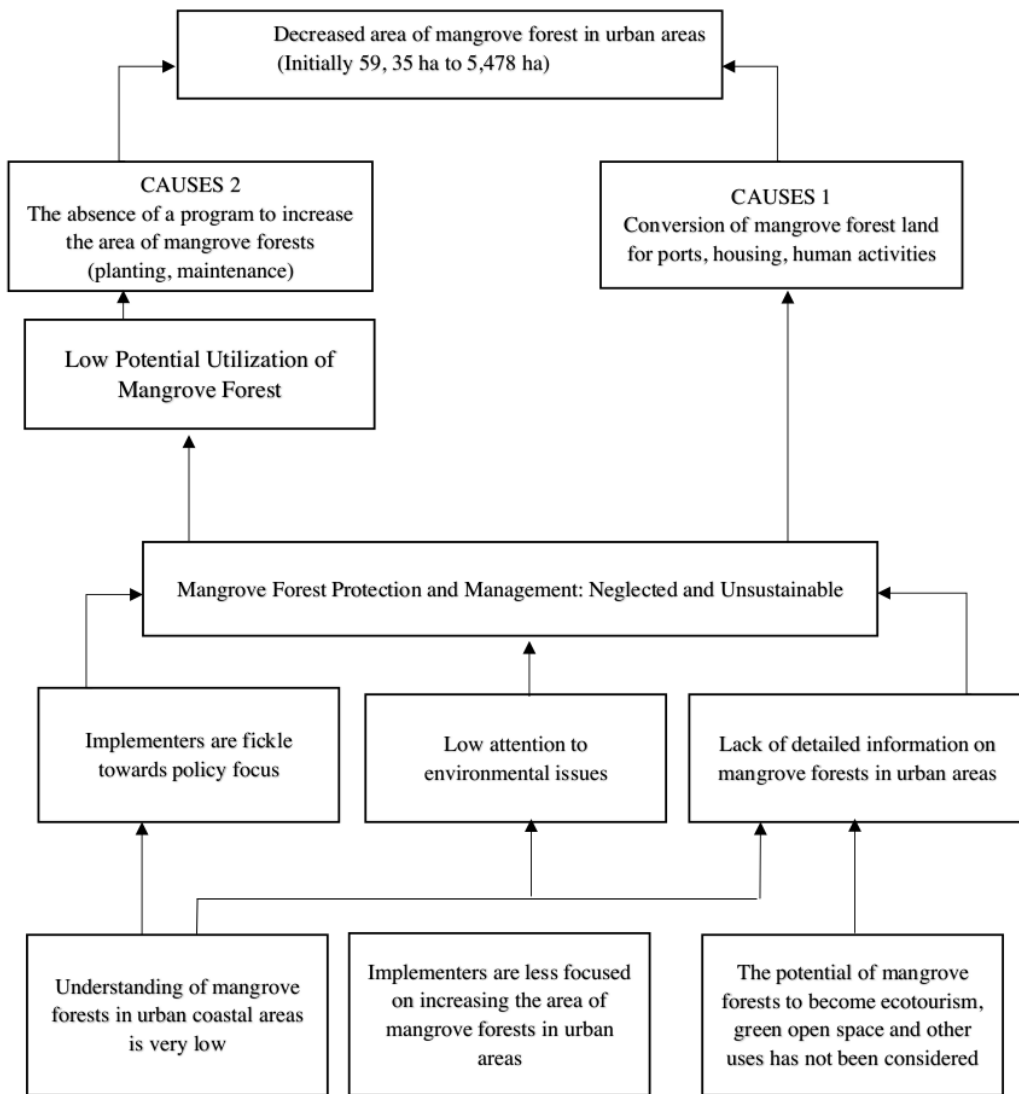 Decreased area of mangrove forest in urban areas
(Initially 59, 35 ha to 5,478 ha)
CAUSES 2
The absence of a program to increase
the area of mangrove forests
(planting, maintenance)
CAUSES 1
Conversion of mangrove forest land
for ports, housing, human activities
Low Potential Utilization of
Mangrove Forest
Mangrove Forest Protection and Management: Neglected and Unsustainable
Implementers are fickle
towards policy focus
Low attention to
environmental issues
Lack of detailed information on
mangrove forests in urban areas
Understanding of mangrove
forests in urban coastal areas
is very low
Implementers are less focused
on increasing the area of
mangrove forests in urban
areas
The potential of mangrove
forests to become ecotourism,
green open space and other
uses has not been considered